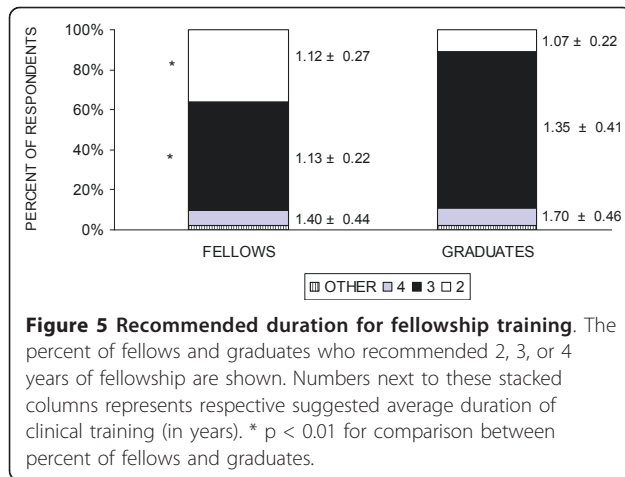 100%
80%
60%
40%
20%
0%
PERCENT OF RESPONDENTS
*
*
1.12 ± 0.27
1.13 ± 0.22
1.40 ± 0.44
1.07 ± 0.22
1.35 ± 0.41
1.70 ± 0.46
FELLOWS
GRADUATES
OTHER 4 3 2
Figure 5 Recommended duration for fellowship training. The
percent of fellows and graduates who recommended 2, 3, or 4
years of fellowship are shown. Numbers next to these stacked
columns represents respective suggested average duration of
clinical training (in years). * p < 0.01 for comparison between
percent of fellows and graduates.